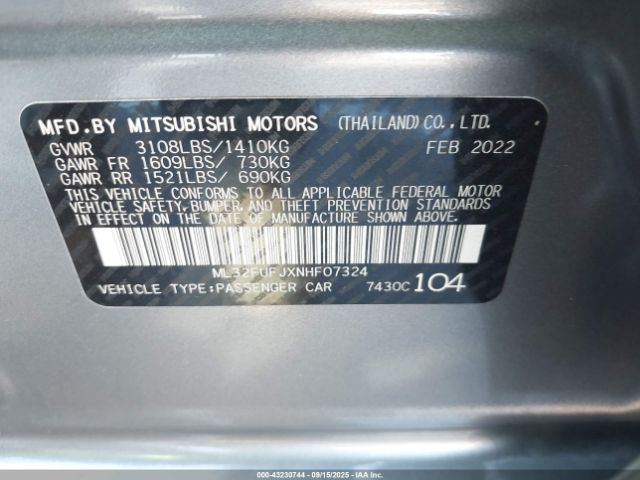 MFD.BY MITSUBISHI MOTORS (THAILAND)CO.,LTD.
GVWR 3108LBS/1410KG FEB 2022
GAWR FR 1609LBS/ 730KG
GAWR RR 1521LBS/ 690KG
THIS VEHICLE CONFORMS TO ALL APPLICABLE FEDERAL MOTOR
VEHICLE SAFETY, BUMPER, AND THEFT PREVENTION STANDARDS
IN EFFECT ON THE DATE OF MANUFACTURE SHOWN ABOVE.
ML32FUFJXNHF07324
VEHICLE TYPE:PASSENGER CAR 7430C 104
000-43230744 - 09/15/2025 - IAA Inc.